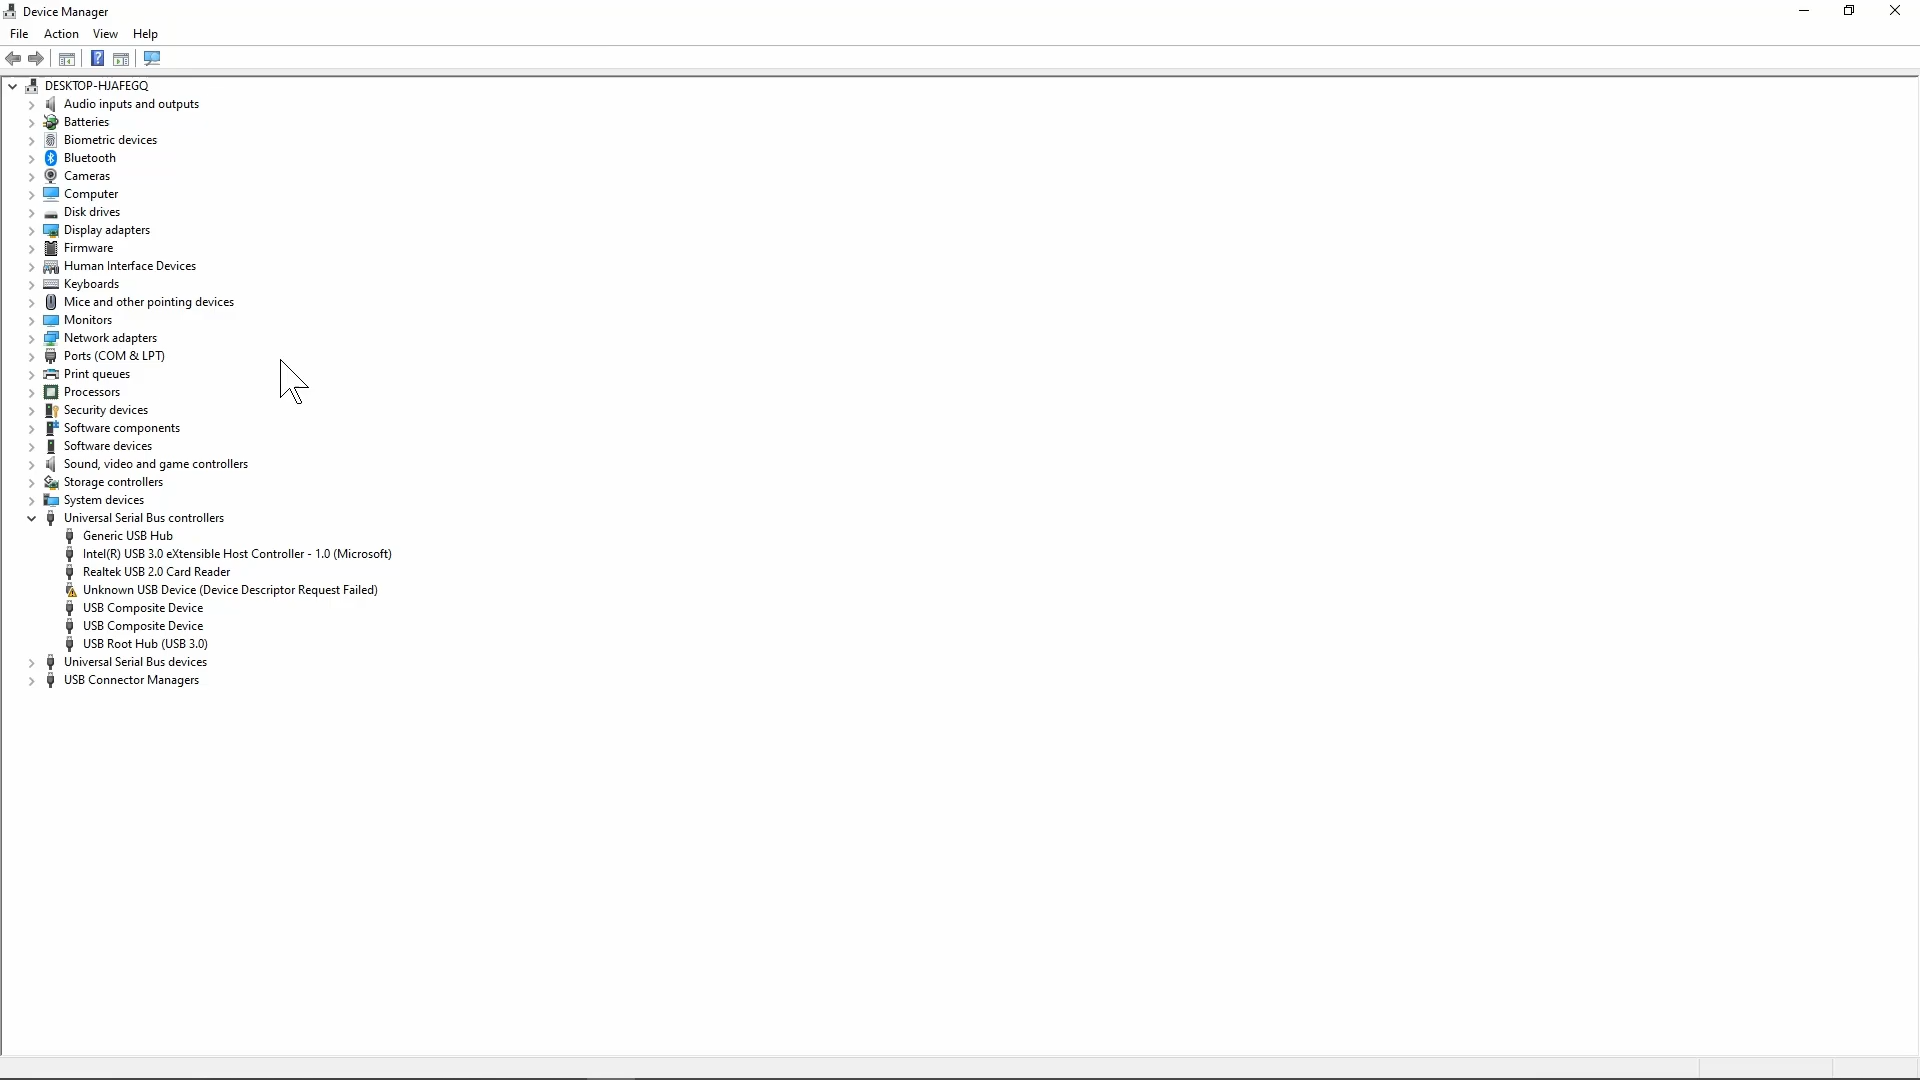 Device Manager
File Action View Help
DESKTOP-HJAFEGQ
Audio inputs and outputs
Batteries
Biometric devices
Bluetooth
Cameras
Computer
Disk drives
Display adapters
Firmware
Human Interface Devices
Keyboards
Mice and other pointing devices
Monitors
Network adapters
Ports (COM & LPT)
Print queues
Processors
Security devices
Software components
Software devices
Sound, video and game controllers
Storage controllers
System devices
Universal Serial Bus controllers
Generic USB Hub
Intel(R) USB 3.0 eXtensible Host Controller - 1.0 (Microsoft)
Realtek USB 2.0 Card Reader
Unknown USB Device (Device Descriptor Request Failed)
USB Composite Device
USB Composite Device
USB Root Hub (USB 3.0)
Universal Serial Bus devices
USB Connector Managers